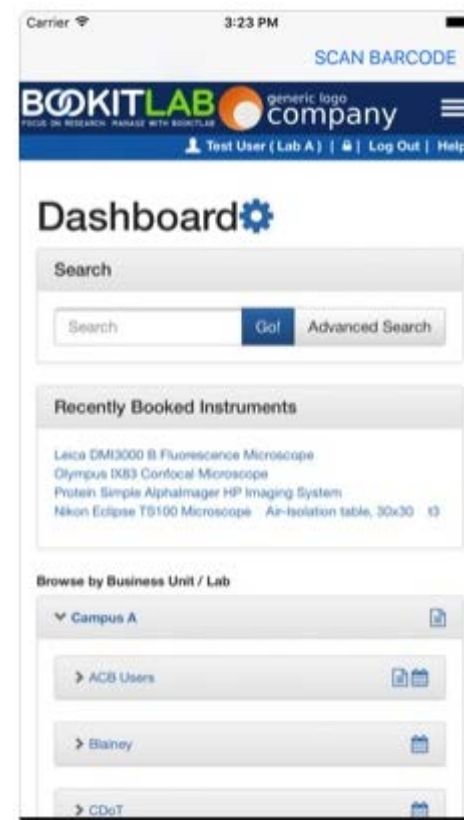 Carrier 3:23 PM
SCAN BARCODE
BOOKITLAB generic logo
company
FOCUS ON RESEARCH. MANAGE WITH BOOKITLAB
Test User ( Lab A ) | | Log Out | Help
Dashboard
Search
Search Go! Advanced Search
Recently Booked Instruments
Leica DMI3000 B Fluorescence Microscope
Olympus IX83 Confocal Microscope
Protein Simple AlphaImager HP Imaging System
Nikon Eclipse TS100 Microscope Air-Isolation table, 30x30 t3
Browse by Business Unit / Lab
Campus A
ACB Users
Blainey
CDoT